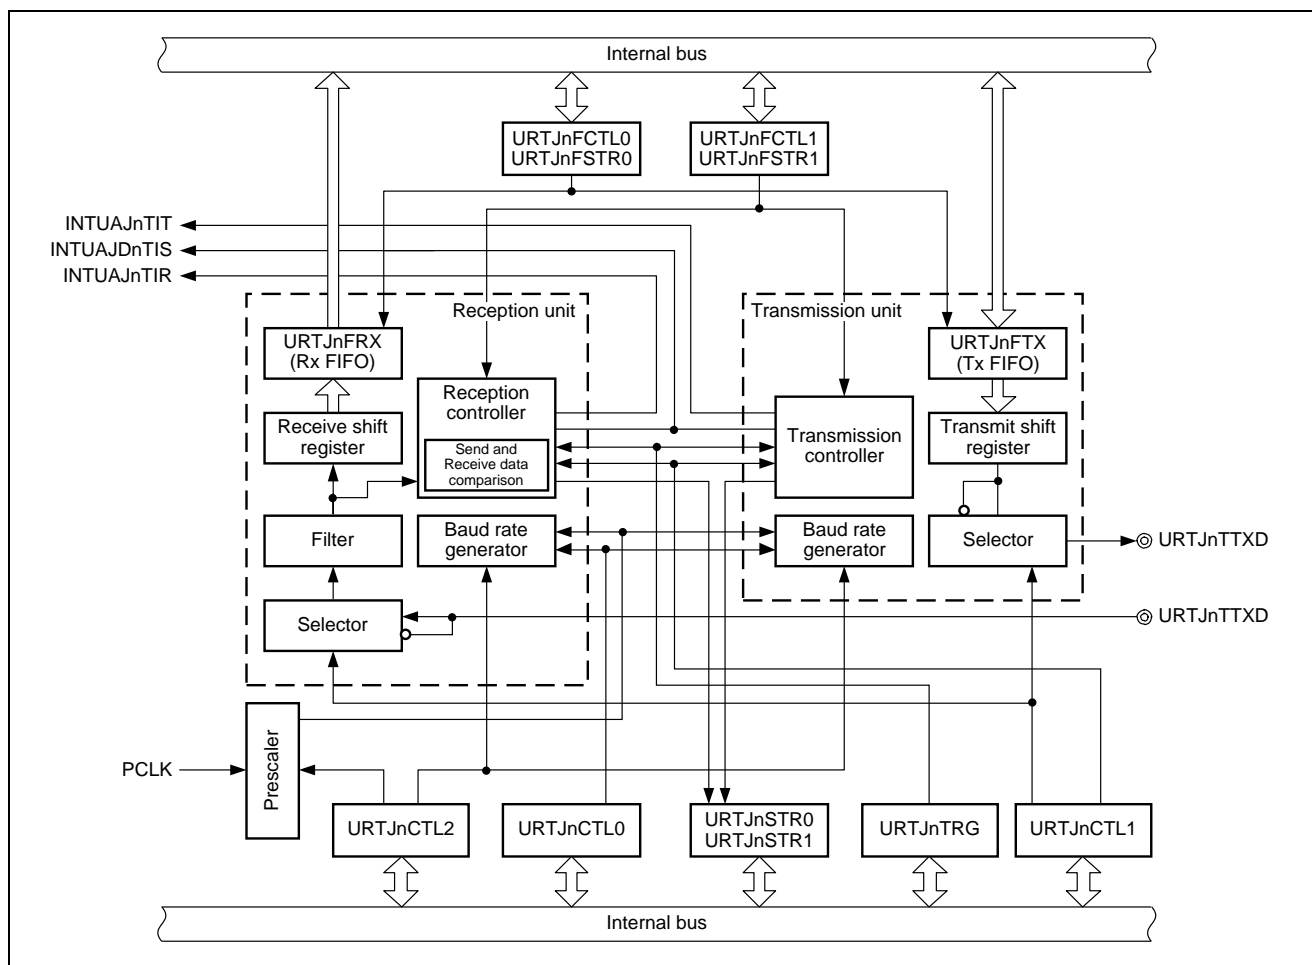 Internal bus
URTJnFCTL0
URTJnFSTR0
URTJnFCTL1
URTJnFSTR1
INTUAJnTIT
INTUAJDnTIS
INTUAJnTIR
Reception unit
Transmission unit
URTJnFRX
(Rx FIFO)
URTJnFTX
(Tx FIFO)
Reception
controller
Receive shift
register
Transmission
controller
Transmit shift
register
Send and
Receive data
comparison
Filter
Baud rate
generator
Baud rate
generator
Selector
URTJnTTXD
Selector
URTJnTTXD
Prescaler
PCLK
URTJnCTL2
URTJnCTL0
URTJnSTR0
URTJnSTR1
URTJnTRG
URTJnCTL1
Internal bus